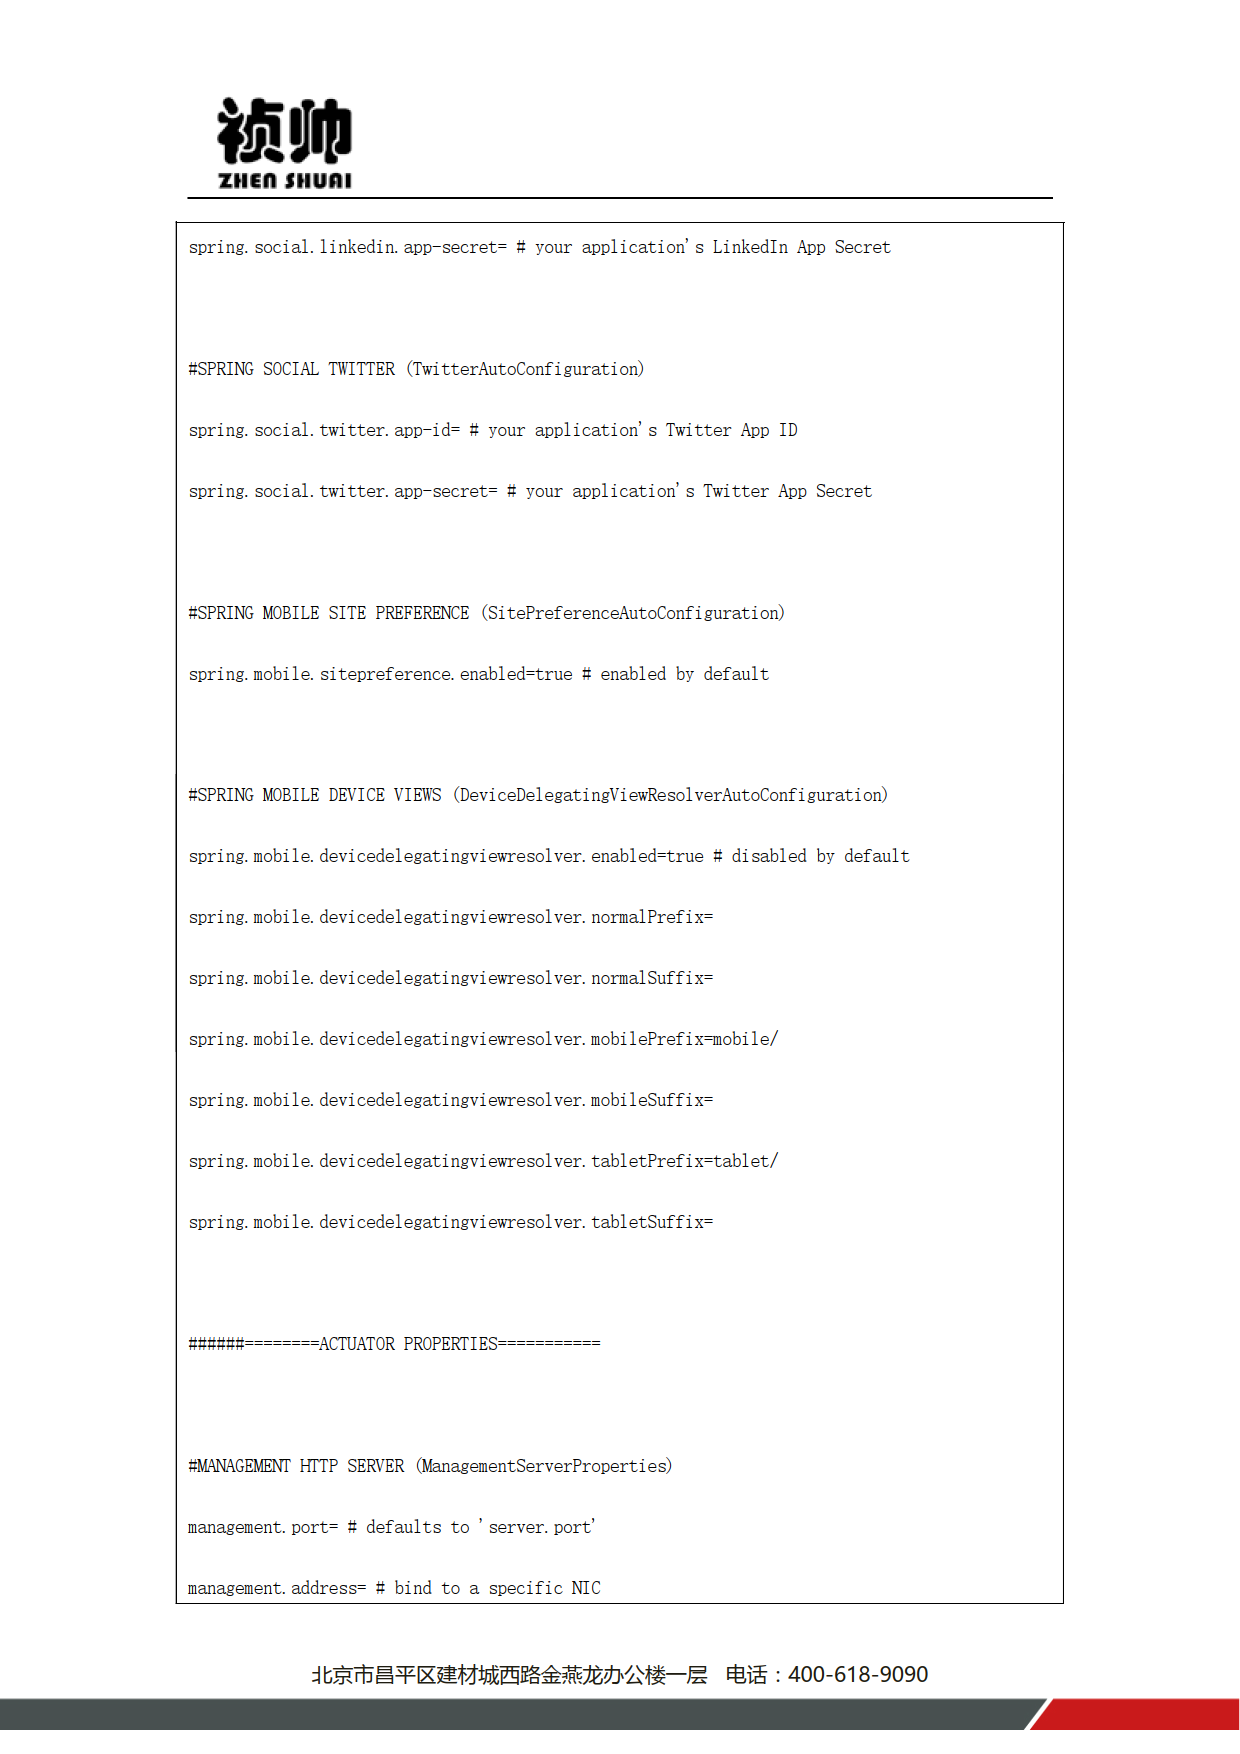 祯帅
ZHEN SHUAI
spring.social.linkedin.app-secret= # your application's LinkedIn App Secret
#SPRING SOCIAL TWITTER (TwitterAutoConfiguration)
spring.social.twitter.app-id= # your application's Twitter App ID
spring.social.twitter.app-secret= # your application's Twitter App Secret
#SPRING MOBILE SITE PREFERENCE (SitePreferenceAutoConfiguration)
spring.mobile.sitepreference.enabled=true # enabled by default
#SPRING MOBILE DEVICE VIEWS (DeviceDelegatingViewResolverAutoConfiguration)
spring.mobile.devicedelegatingviewresolver.enabled=true # disabled by default
spring.mobile.devicedelegatingviewresolver.normalPrefix=
spring.mobile.devicedelegatingviewresolver.normalSuffix=
spring.mobile.devicedelegatingviewresolver.mobilePrefix=mobile/
spring.mobile.devicedelegatingviewresolver.mobileSuffix=
spring.mobile.devicedelegatingviewresolver.tabletPrefix=tablet/
spring.mobile.devicedelegatingviewresolver.tabletSuffix=
######========ACTUATOR PROPERTIES===========
#MANAGEMENT HTTP SERVER (ManagementServerProperties)
management.port= # defaults to 'server.port'
management.address= # bind to a specific NIC
北京市昌平区建材城西路金燕龙办公楼一层 电话：400-618-9090